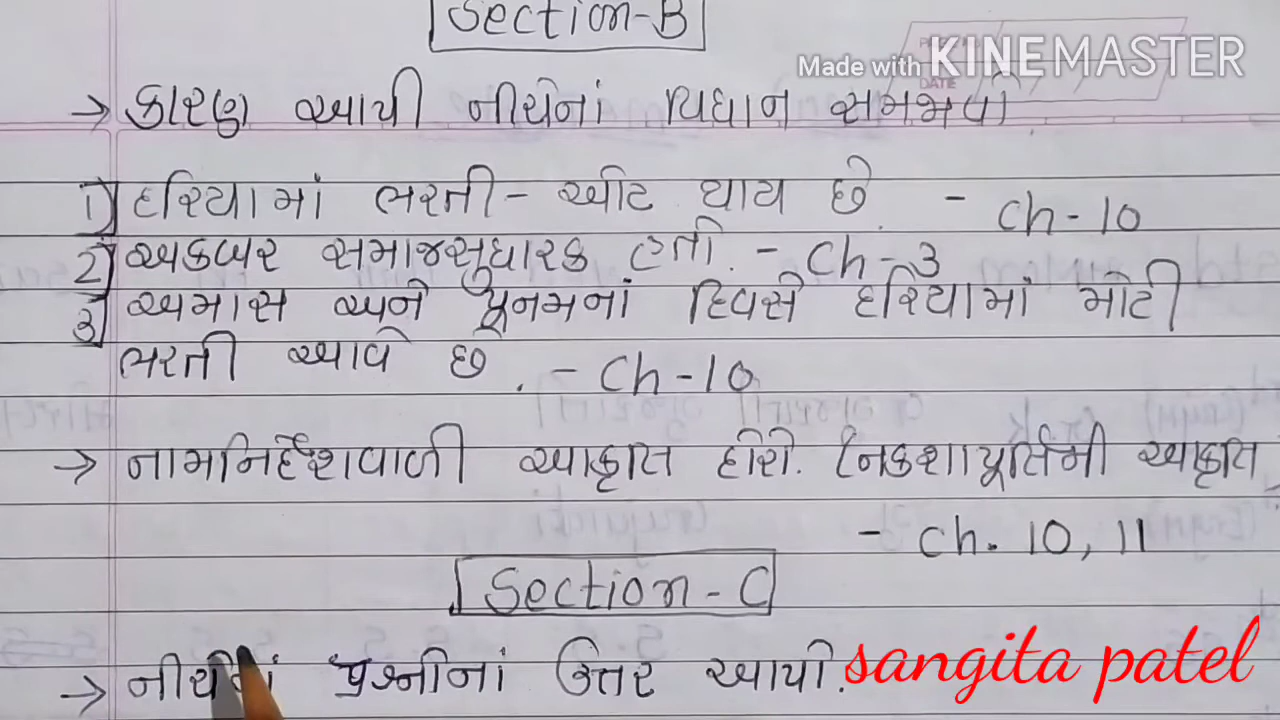 Section-B
Made with KINEMASTER
DATE
→ કારણ આપી નીચેનાં વિધાન સમજાવો
1) દરિયામાં ભરતી - ઓટ થાય છે. - Ch - 10
2) અકબર સમાજસુધારક હતો. - Ch - 3
3) અમાસ અને પૂનમનાં દિવસે દરિયામાં મોટી
ભરતી આવે છે. - Ch - 10
→ નામનિર્દેશવાળી આકૃતિ દોરો. (નકશાપૂર્તિની આકૃતિ
- Ch. 10, 11
Section - C
→ નીચેનાં પ્રશ્નોનાં ઉત્તર આપો.
sangita patel